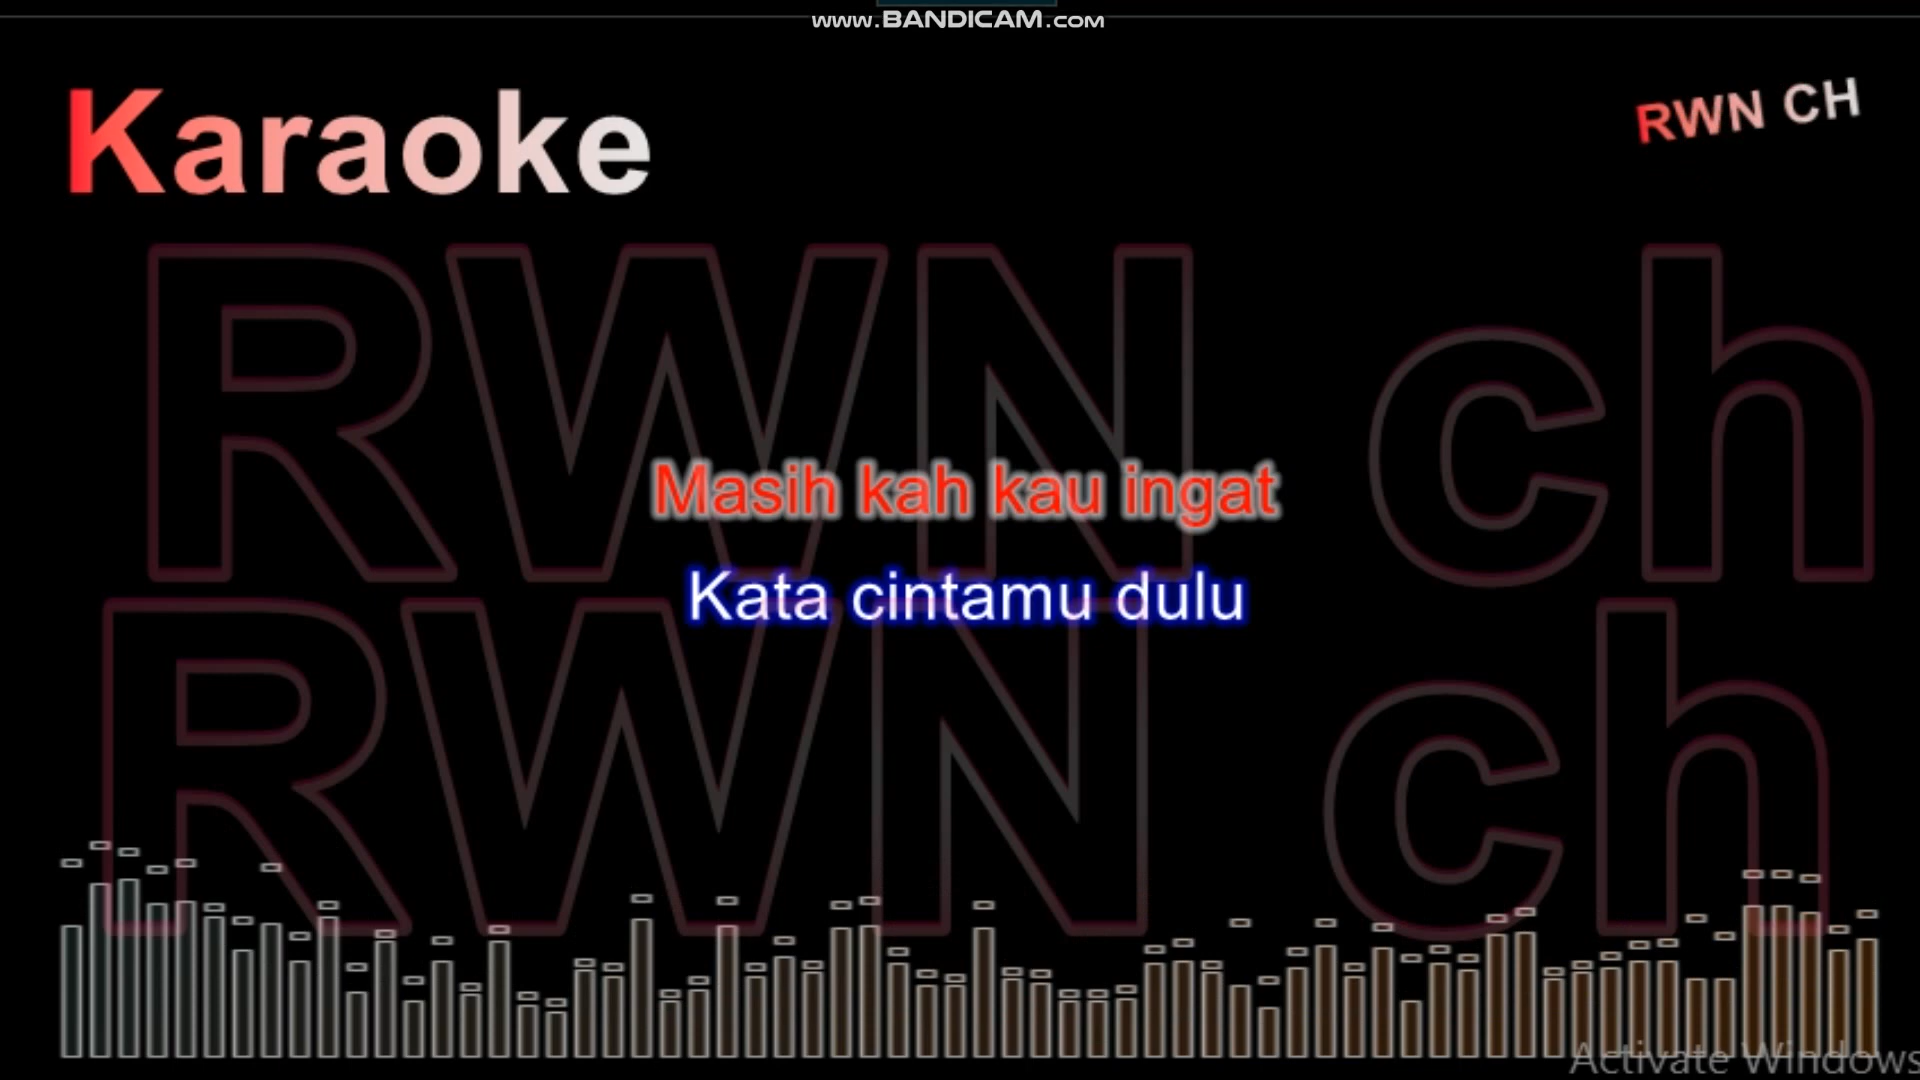 www.BANDICAM.com
Karaoke
RWN CH
RWN ch
Masih kah kau ingat
Kata cintamu dulu
RWN ch
Activate Windows